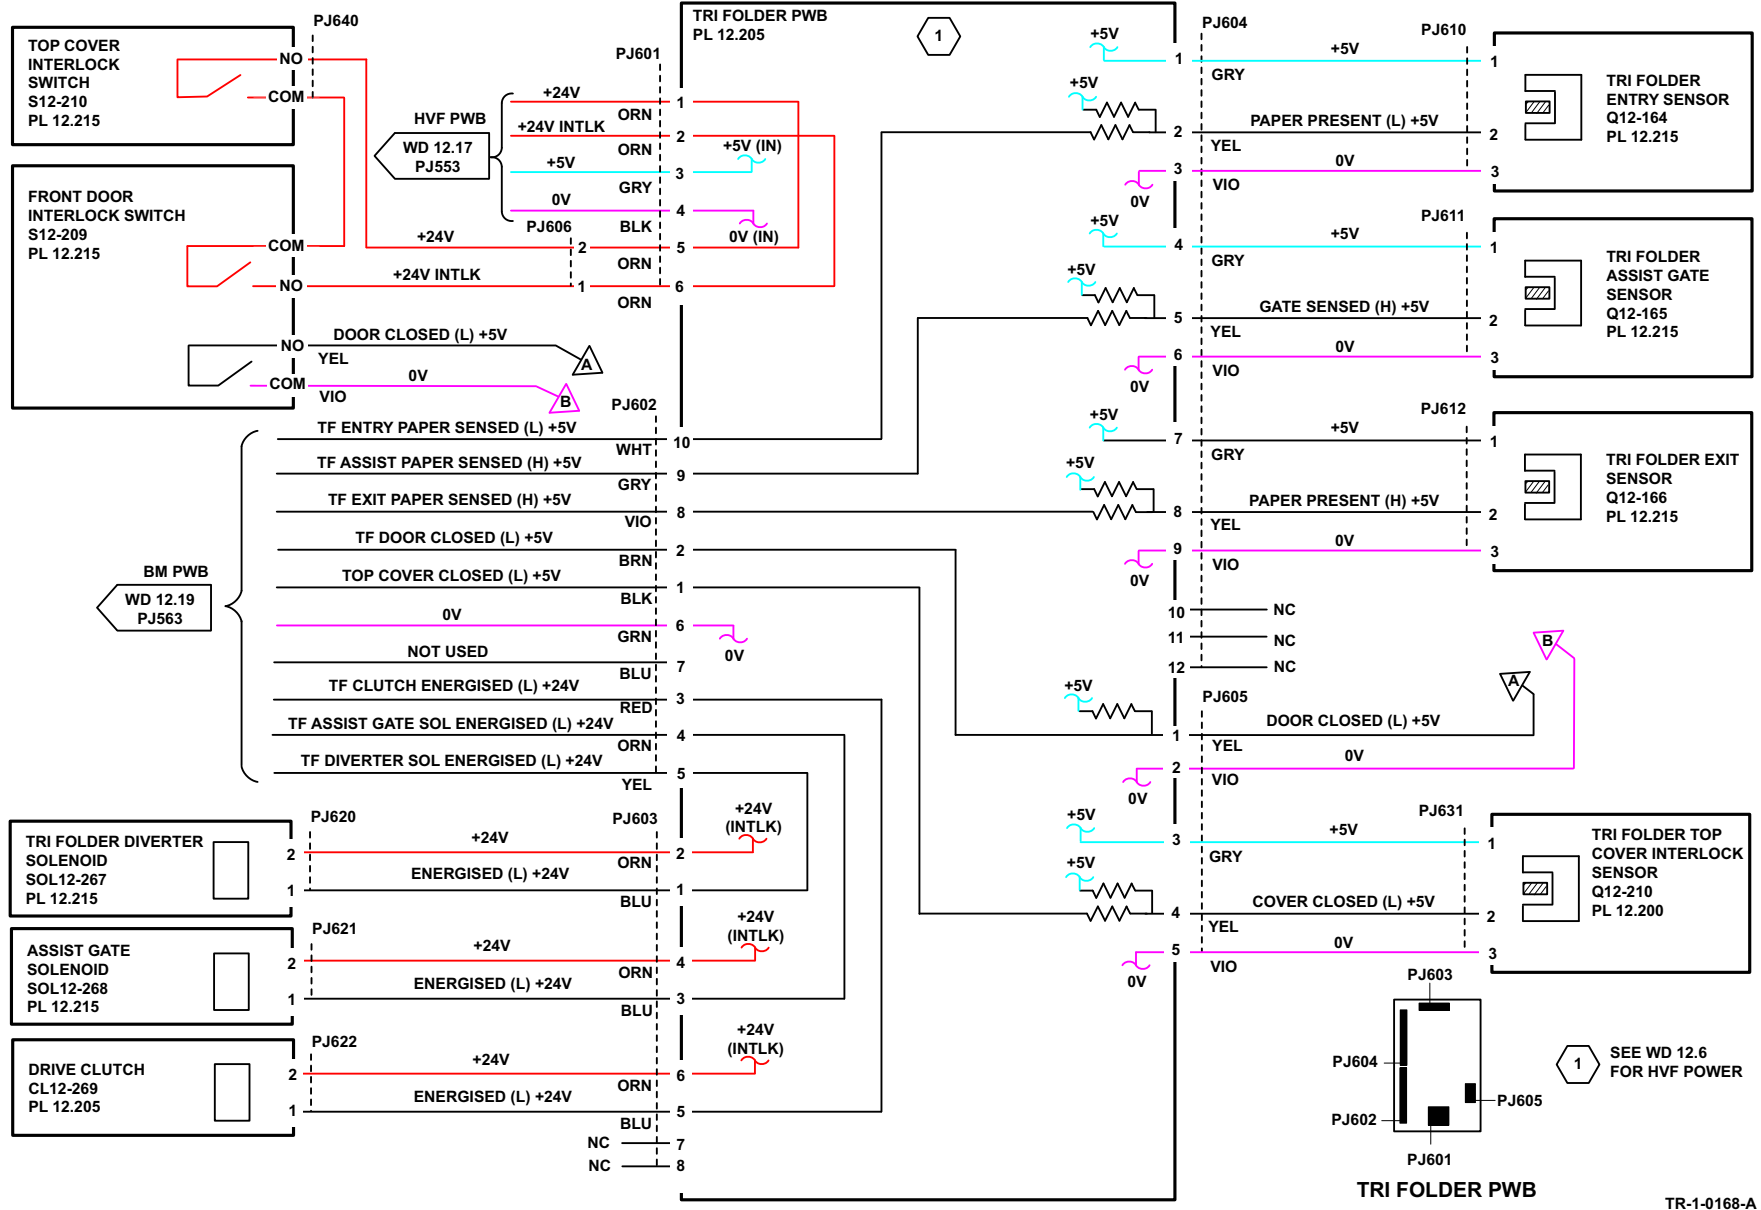 TRI FOLDER PWB
PL 12.205
1
PJ640
TOP COVER
INTERLOCK
SWITCH
S12-210
PL 12.215
NO
COM
FRONT DOOR
INTERLOCK SWITCH
S12-209
PL 12.215
COM
NO
NO
COM
HVF PWB
WD 12.17
PJ553
PJ601
+24V
ORN
1
+24V INTLK
ORN
2
+5V
GRY
3
+5V (IN)
0V
BLK
4
0V (IN)
PJ606
+24V
2
ORN
5
+24V INTLK
1
ORN
6
DOOR CLOSED (L) +5V
YEL
A
0V
VIO
B
PJ602
BM PWB
WD 12.19
PJ563
TF ENTRY PAPER SENSED (L) +5V
WHT
10
TF ASSIST PAPER SENSED (H) +5V
GRY
9
TF EXIT PAPER SENSED (H) +5V
VIO
8
TF DOOR CLOSED (L) +5V
BRN
2
TOP COVER CLOSED (L) +5V
BLK
1
0V
GRN
6
0V
NOT USED
BLU
7
TF CLUTCH ENERGISED (L) +24V
RED
3
TF ASSIST GATE SOL ENERGISED (L) +24V
ORN
4
TF DIVERTER SOL ENERGISED (L) +24V
YEL
5
PJ620
PJ603
TRI FOLDER DIVERTER
SOLENOID
SOL12-267
PL 12.215
2
+24V
ORN
2
+24V
(INTLK)
1
ENERGISED (L) +24V
BLU
1
PJ621
ASSIST GATE
SOLENOID
SOL12-268
PL 12.215
2
+24V
ORN
4
+24V
(INTLK)
1
ENERGISED (L) +24V
BLU
3
PJ622
DRIVE CLUTCH
CL12-269
PL 12.205
2
+24V
ORN
6
+24V
(INTLK)
1
ENERGISED (L) +24V
BLU
5
NC
7
NC
8
PJ604
PJ610
+5V
1
+5V
GRY
1
+5V
2
PAPER PRESENT (L) +5V
YEL
2
0V
3
0V
VIO
3
TRI FOLDER
ENTRY SENSOR
Q12-164
PL 12.215
PJ611
+5V
4
+5V
GRY
1
+5V
5
GATE SENSED (H) +5V
YEL
2
0V
6
0V
VIO
3
TRI FOLDER
ASSIST GATE
SENSOR
Q12-165
PL 12.215
PJ612
+5V
7
+5V
GRY
1
+5V
8
PAPER PRESENT (H) +5V
YEL
2
0V
9
0V
VIO
3
TRI FOLDER EXIT
SENSOR
Q12-166
PL 12.215
10
NC
11
NC
12
NC
B
A
PJ605
+5V
1
DOOR CLOSED (L) +5V
YEL
0V
2
0V
VIO
PJ631
+5V
3
+5V
GRY
1
+5V
4
COVER CLOSED (L) +5V
YEL
2
0V
5
0V
VIO
3
TRI FOLDER TOP
COVER INTERLOCK
SENSOR
Q12-210
PL 12.200
PJ603
PJ604
PJ602
PJ605
PJ601
TRI FOLDER PWB
1
SEE WD 12.6
FOR HVF POWER
TR-1-0168-A